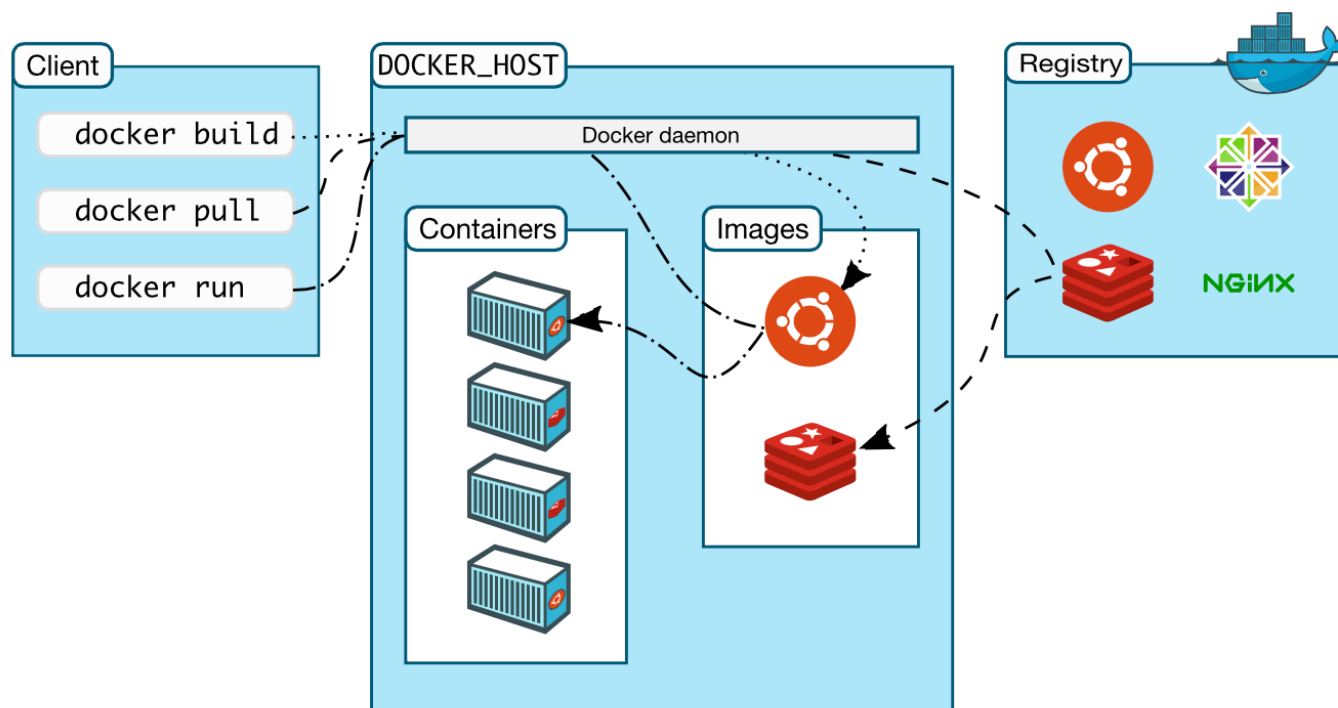 Client
docker build
docker pull
docker run
DOCKER_HOST
Docker daemon
Containers
Images
Registry
NGiNX